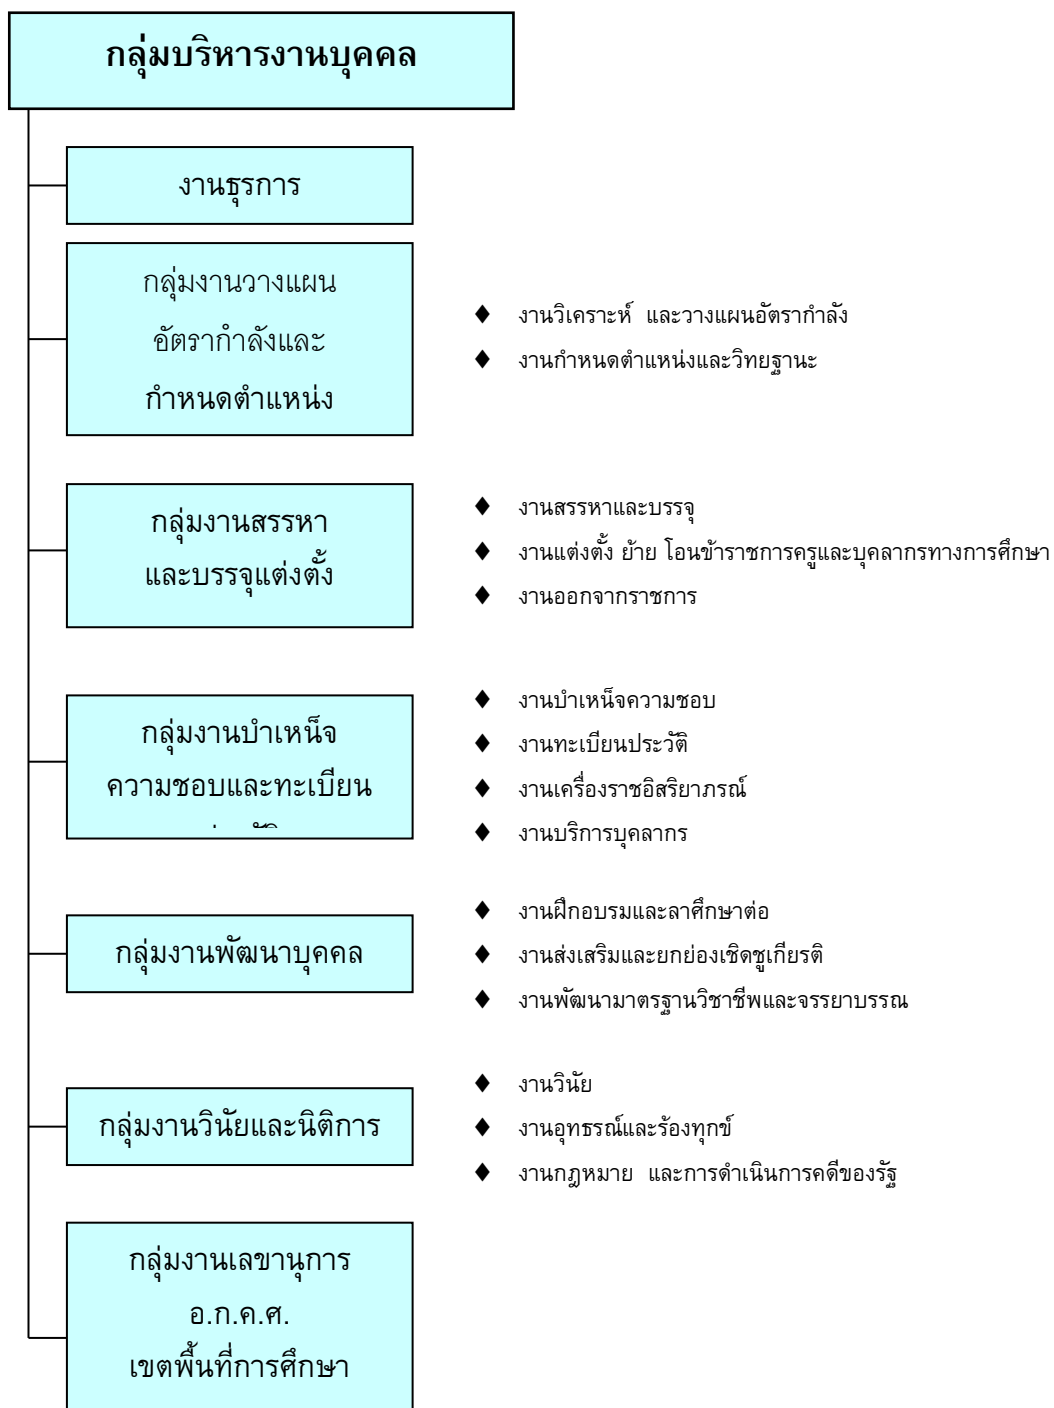 กลุ่มบริหารงานบุคคล
งานธุรการ
กลุ่มงานวางแผน
อัตรากำลังและ
กำหนดตำแหน่ง
♦ งานวิเคราะห์ และวางแผนอัตรากำลัง
♦ งานกำหนดตำแหน่งและวิทยฐานะ
กลุ่มงานสรรหา
และบรรจุแต่งตั้ง
♦ งานสรรหาและบรรจุ
♦ งานแต่งตั้ง ย้าย โอนข้าราชการครูและบุคลากรทางการศึกษา
♦ งานออกจากราชการ
กลุ่มงานบำเหน็จ
ความชอบและทะเบียน
♦ งานบำเหน็จความชอบ
♦ งานทะเบียนประวัติ
♦ งานเครื่องราชอิสริยาภรณ์
♦ งานบริการบุคลากร
กลุ่มงานพัฒนาบุคคล
♦ งานฝึกอบรมและลาศึกษาต่อ
♦ งานส่งเสริมและยกย่องเชิดชูเกียรติ
♦ งานพัฒนามาตรฐานวิชาชีพและจรรยาบรรณ
กลุ่มงานวินัยและนิติการ
♦ งานวินัย
♦ งานอุทธรณ์และร้องทุกข์
♦ งานกฎหมาย และการดำเนินการคดีของรัฐ
กลุ่มงานเลขานุการ
อ.ก.ค.ศ.
เขตพื้นที่การศึกษา